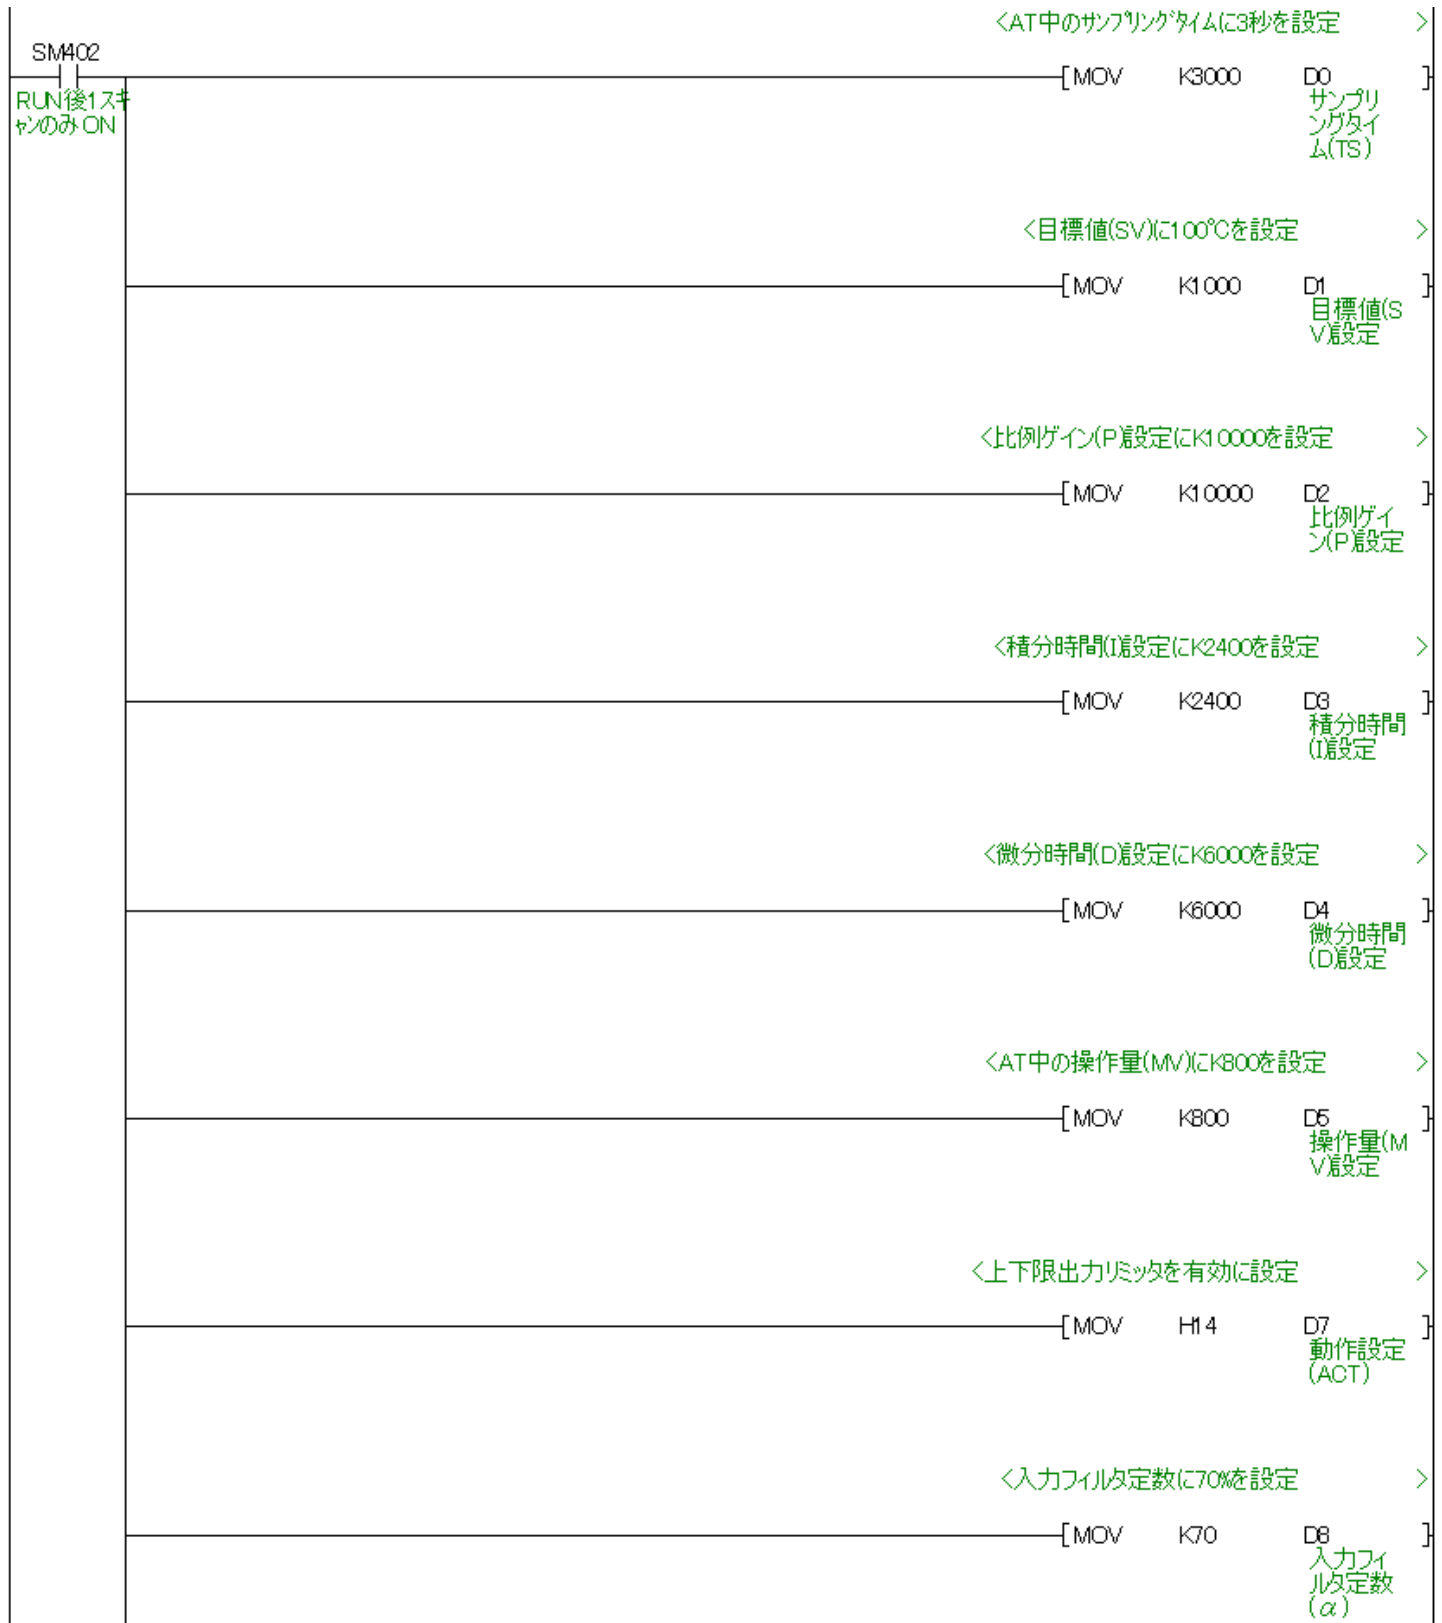 <AT中のサンプリングタイムに3秒を設定 >
SM402
[MOV K3000 D0 ]
RUN後1スキ
ャンのみON
サンプリ
ングタイ
ム(TS)
<目標値(SV)に100℃を設定 >
[MOV K1000 D1 ]
目標値(S
V)設定
<比例ゲイン(P)設定にK10000を設定 >
[MOV K10000 D2 ]
比例ゲイ
ン(P)設定
<積分時間(I)設定にK2400を設定 >
[MOV K2400 D3 ]
積分時間
(I)設定
<微分時間(D)設定にK6000を設定 >
[MOV K6000 D4 ]
微分時間
(D)設定
<AT中の操作量(MV)にK800を設定 >
[MOV K800 D5 ]
操作量(M
V)設定
<上下限出力リミッタを有効に設定 >
[MOV H14 D7 ]
動作設定
(ACT)
<入力フィルタ定数に70%を設定 >
[MOV K70 D8 ]
入力フィ
ルタ定数
(α)